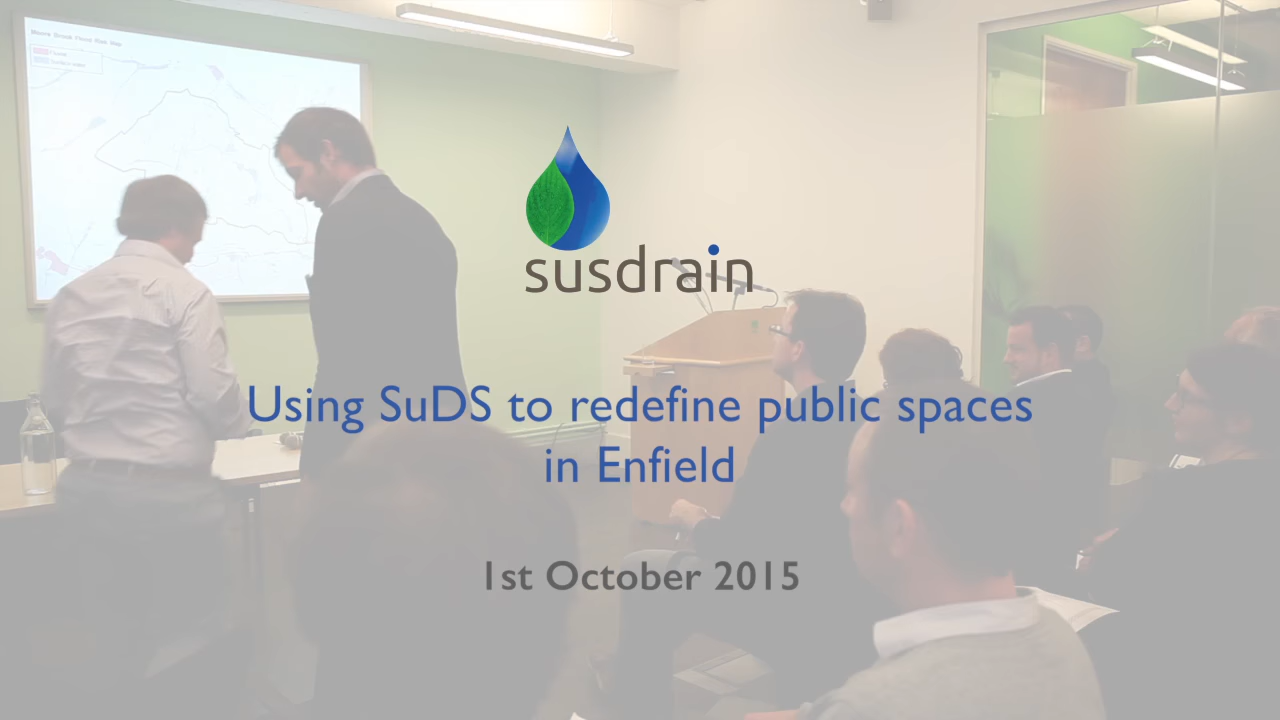 susdrain
Using SuDS to redefine public spaces
in Enfield
1st October 2015